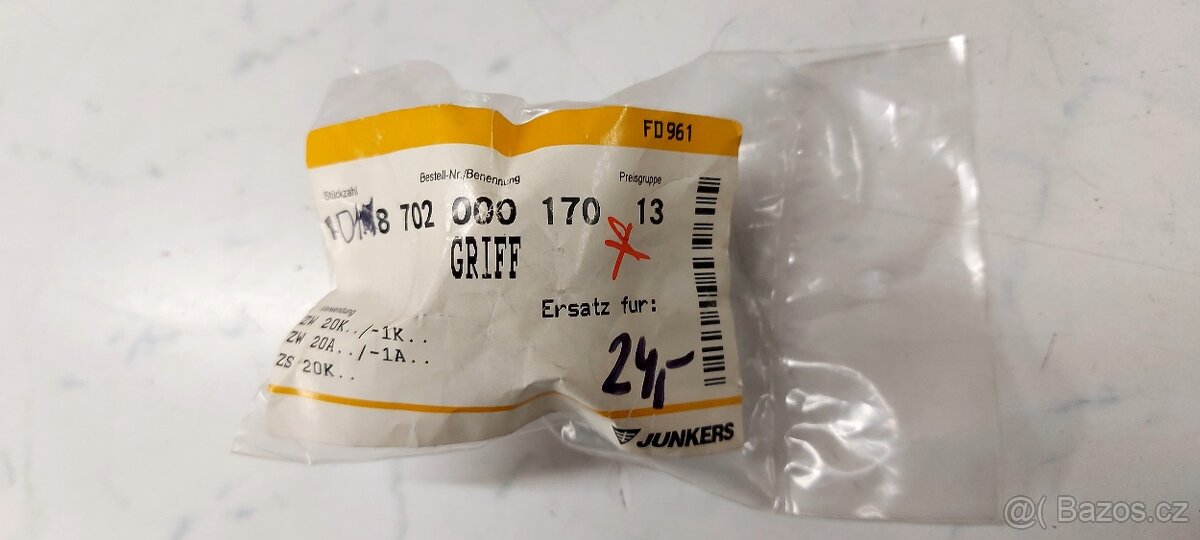 FD961
Bestell-Nr./Benennung
Preisgruppe
Stückzahl
8 702 000 170 13
GRIFF
Ersatz fur:
Verwendung
ZW 20K../-1K..
ZW 20A../-1A..
ZS 20K..
24,-
JUNKERS
@( Bazos.cz